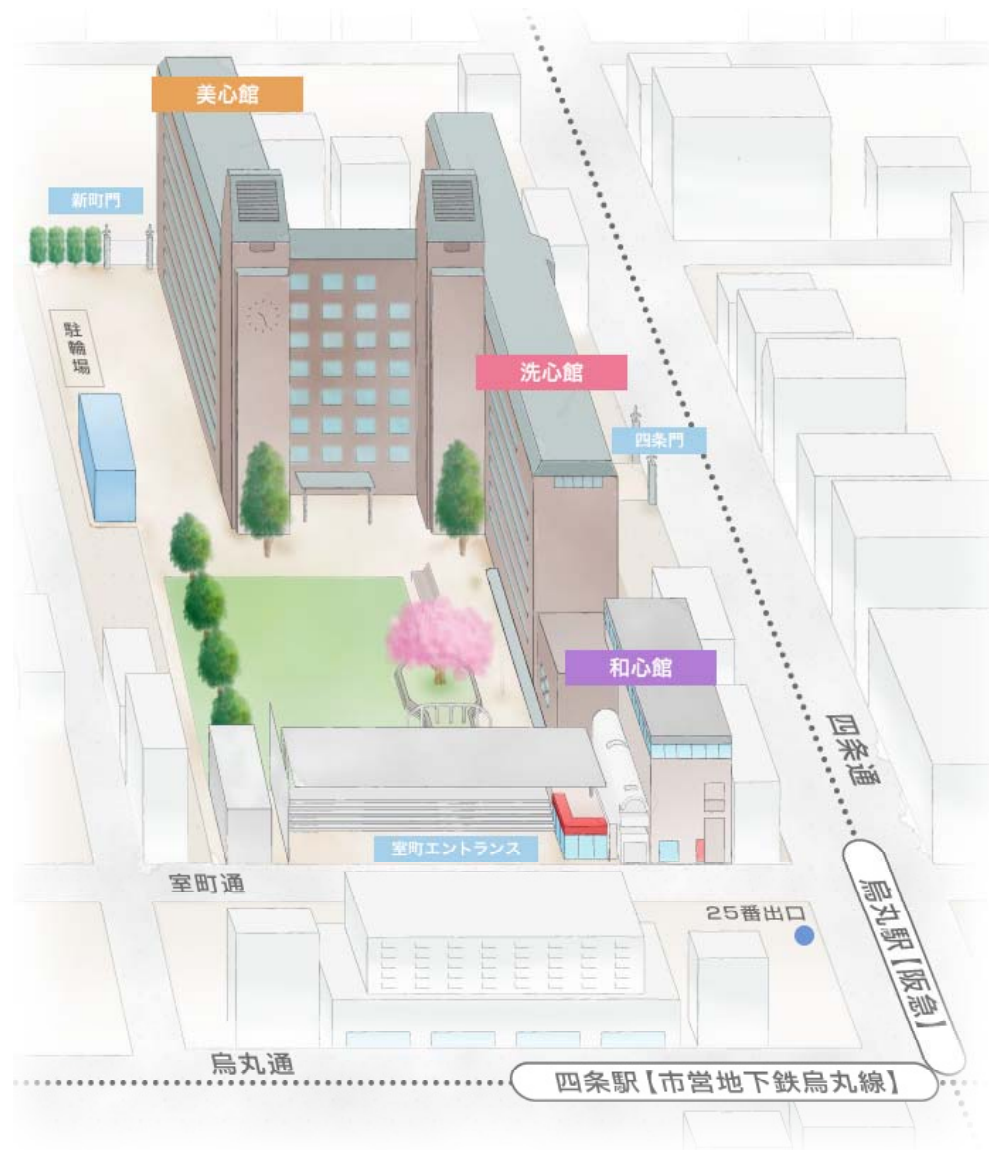 美心館
新町門
駐輪場
洗心館
四条門
和心館
四条通
室町エントランス
室町通
25番出口
烏丸駅【阪急】
烏丸通
四条駅【市営地下鉄烏丸線】